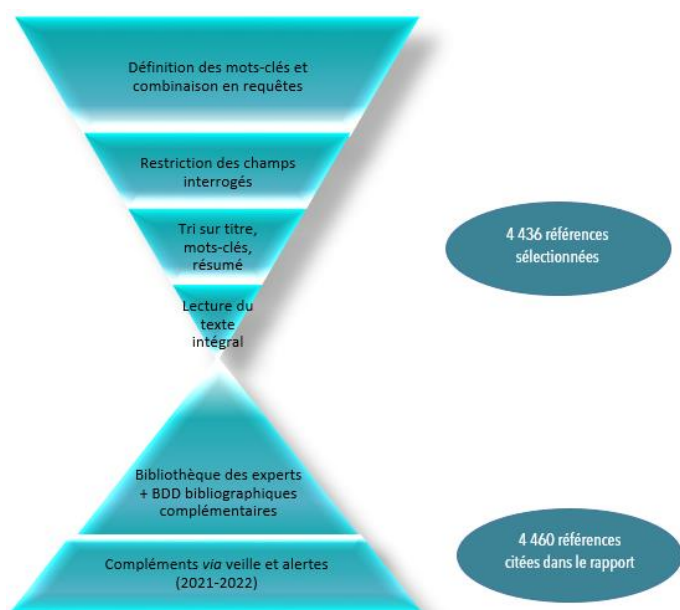 Définition des mots-clés et
combinaison en requêtes
Restriction des champs
interrogés
Tri sur titre,
mots-clés,
résumé
4 436 références
sélectionnées
Lecture du
texte
intégral
Bibliothèque des experts
+ BDD bibliographiques
complémentaires
Compléments via veille et alertes
(2021-2022)
4 460 références
citées dans le rapport